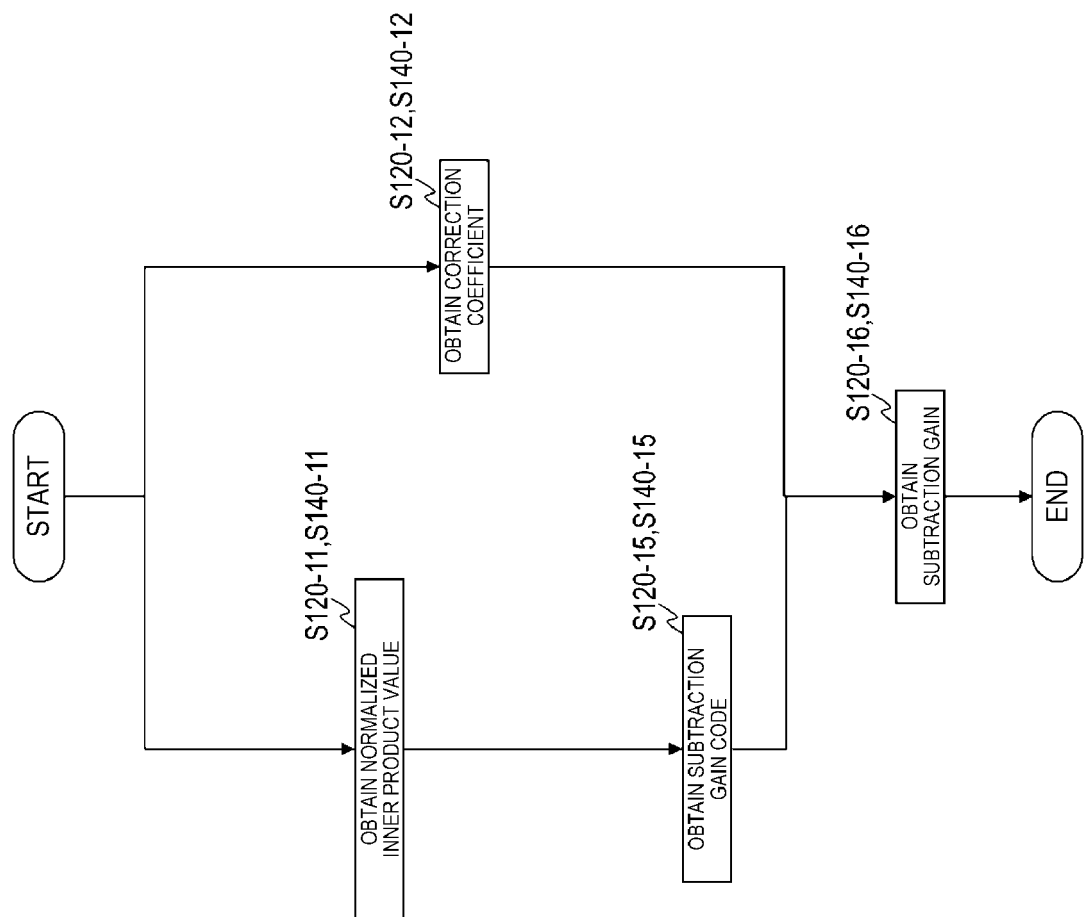 START
S120-11,S140-11
OBTAIN NORMALIZED
INNER PRODUCT VALUE
S120-12,S140-12
OBTAIN CORRECTION
COEFFICIENT
S120-15,S140-15
OBTAIN SUBTRACTION
GAIN CODE
S120-16,S140-16
OBTAIN
SUBTRACTION GAIN
END